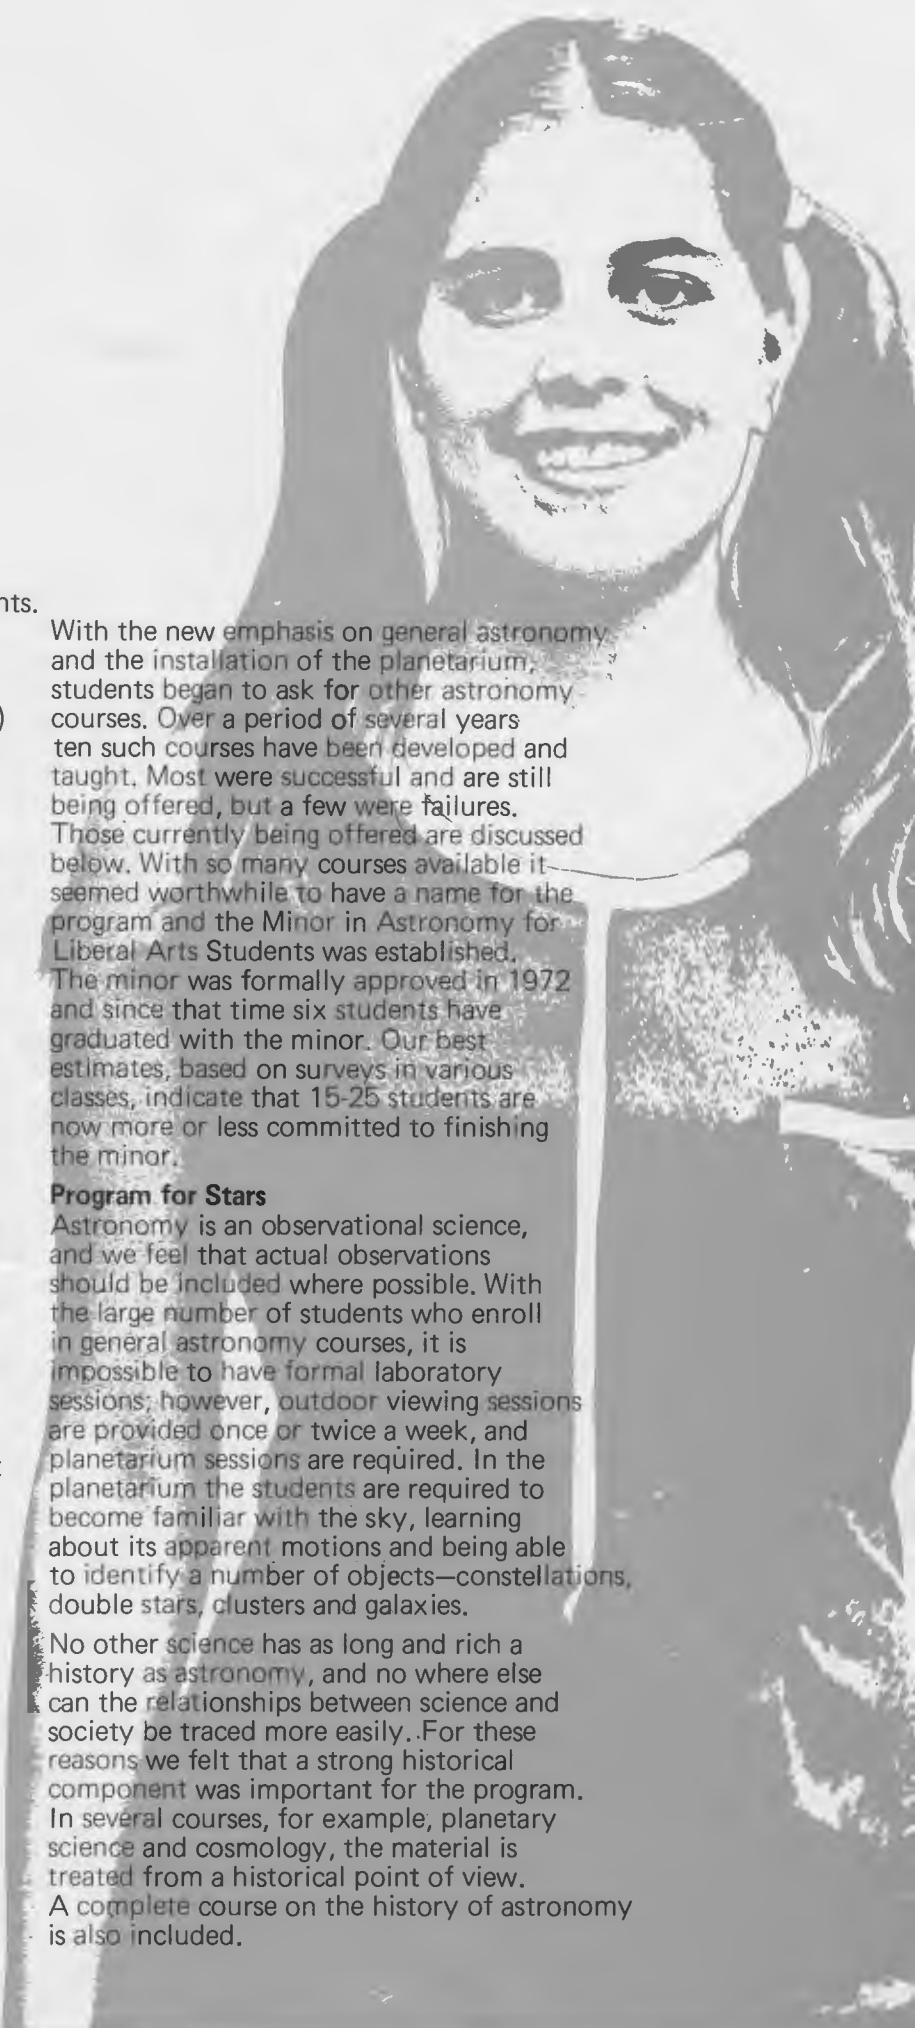 nts.
)
With the new emphasis on general astronomy
and the installation of the planetarium,
students began to ask for other astronomy
courses. Over a period of several years
ten such courses have been developed and
taught. Most were successful and are still
being offered, but a few were failures.
Those currently being offered are discussed
below. With so many courses available it
seemed worthwhile to have a name for the
program and the Minor in Astronomy for
Liberal Arts Students was established.
The minor was formally approved in 1972
and since that time six students have
graduated with the minor. Our best
estimates, based on surveys in various
classes, indicate that 15-25 students are
now more or less committed to finishing
the minor.
Program for Stars
Astronomy is an observational science,
and we feel that actual observations
should be included where possible. With
the large number of students who enroll
in general astronomy courses, it is
impossible to have formal laboratory
sessions; however, outdoor viewing sessions
are provided once or twice a week, and
planetarium sessions are required. In the
planetarium the students are required to
become familiar with the sky, learning
about its apparent motions and being able
to identify a number of objects—constellations,
double stars, clusters and galaxies.
No other science has as long and rich a
history as astronomy, and no where else
can the relationships between science and
society be traced more easily. For these
reasons we felt that a strong historical
component was important for the program.
In several courses, for example, planetary
science and cosmology, the material is
treated from a historical point of view.
A complete course on the history of astronomy
is also included.